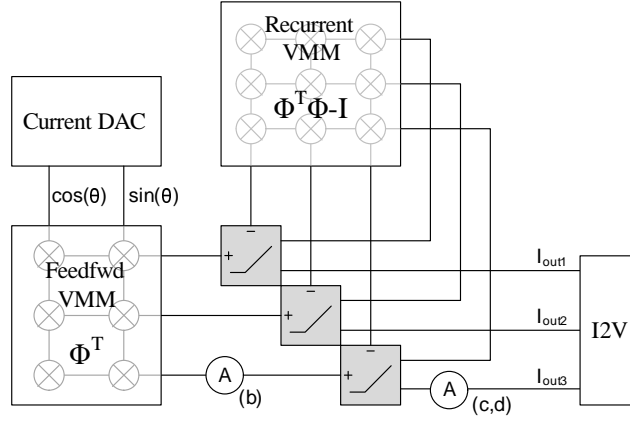 Recurrent
VMM
Φ^TΦ-I
Current DAC
cos(θ)
sin(θ)
Feedfwd
VMM
Φ^T
+
−
+
−
+
−
A
(b)
A
(c,d)
I_out1
I_out2
I_out3
I2V